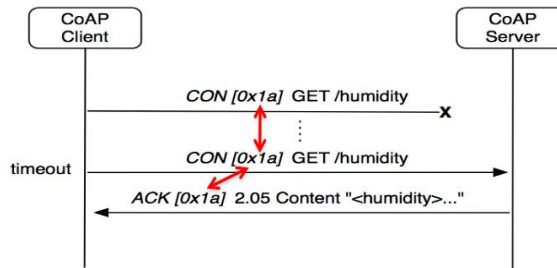 CoAP
Client
CoAP
Server
CON [0x1a] GET /humidity
x
timeout
CON [0x1a] GET /humidity
ACK [0x1a] 2.05 Content "<humidity>..."